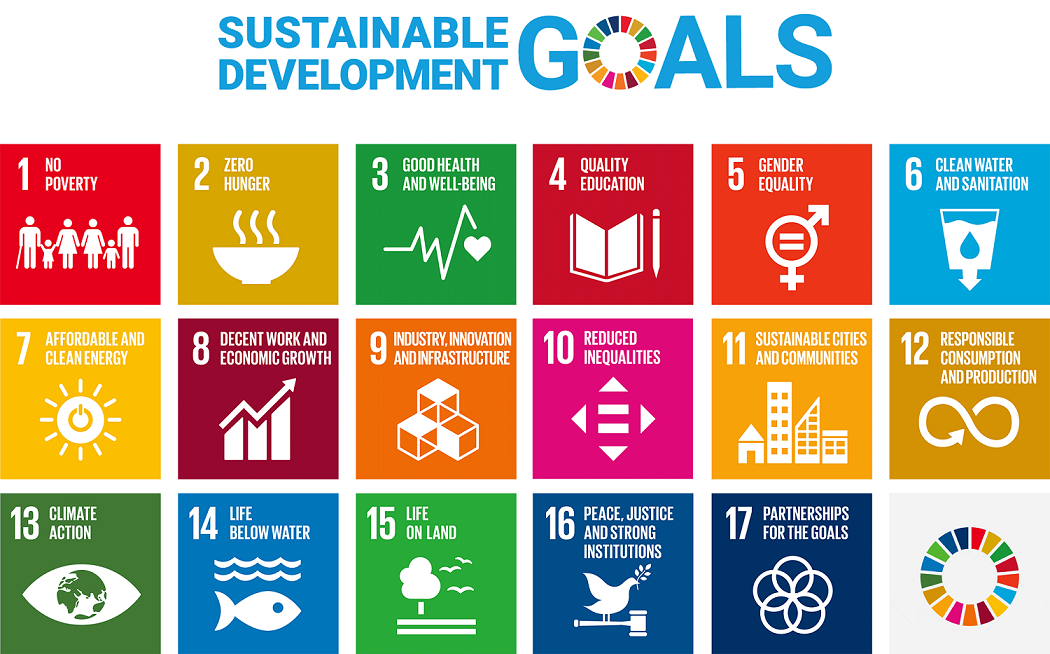 SUSTAINABLE
DEVELOPMENT
GOALS
1 NO
POVERTY
2 ZERO
HUNGER
3 GOOD HEALTH
AND WELL-BEING
4 QUALITY
EDUCATION
5 GENDER
EQUALITY
6 CLEAN WATER
AND SANITATION
7 AFFORDABLE AND
CLEAN ENERGY
8 DECENT WORK AND
ECONOMIC GROWTH
9 INDUSTRY, INNOVATION
AND INFRASTRUCTURE
10 REDUCED
INEQUALITIES
11 SUSTAINABLE CITIES
AND COMMUNITIES
12 RESPONSIBLE
CONSUMPTION
AND PRODUCTION
13 CLIMATE
ACTION
14 LIFE
BELOW WATER
15 LIFE
ON LAND
16 PEACE, JUSTICE
AND STRONG
INSTITUTIONS
17 PARTNERSHIPS
FOR THE GOALS